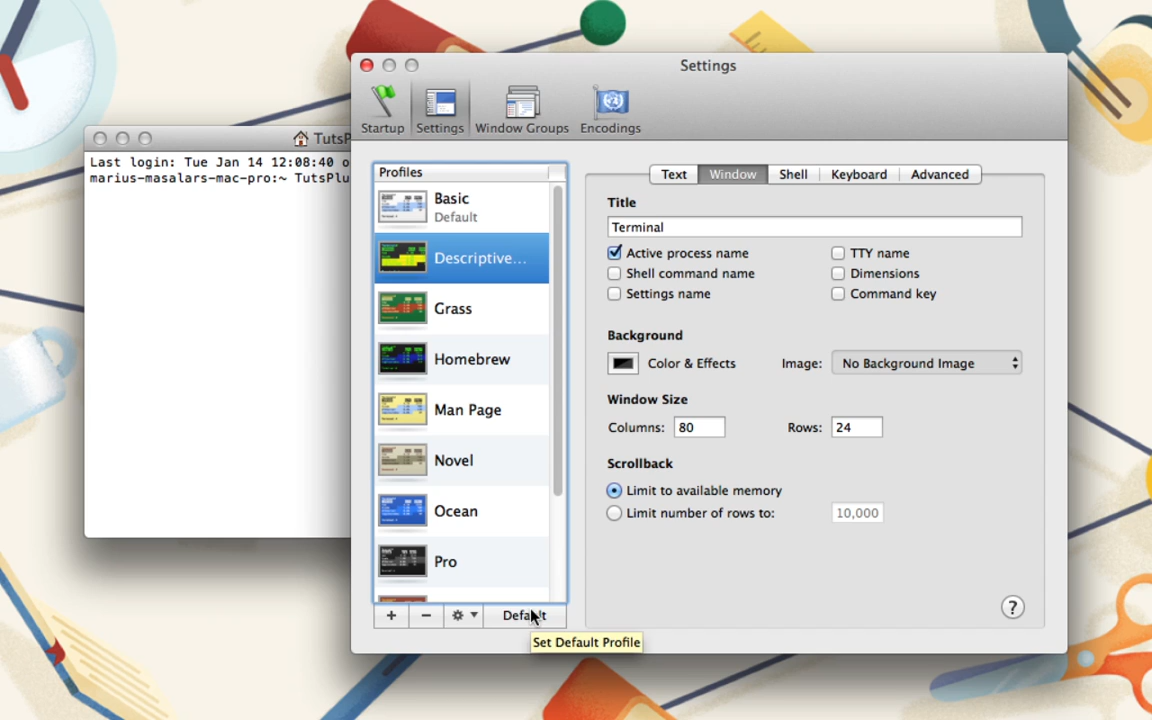 Settings
Startup
Settings
Window Groups
Encodings
TutsP
Last login: Tue Jan 14 12:08:40 o
marius-masalars-mac-pro:~ TutsPlu
Profiles
Basic
Default
Descriptive...
Grass
Homebrew
Man Page
Novel
Ocean
Pro
+ − Default
Set Default Profile
Text Window Shell Keyboard Advanced
Title
Terminal
Active process name
TTY name
Shell command name
Dimensions
Settings name
Command key
Background
Color & Effects
Image: No Background Image
Window Size
Columns: 80
Rows: 24
Scrollback
Limit to available memory
Limit number of rows to: 10,000
?